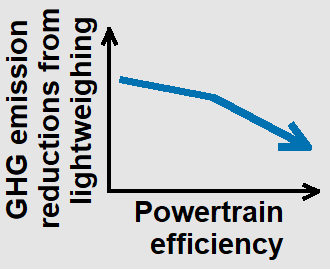 GHG emission
reductions from
lightweighing
Powertrain
efficiency